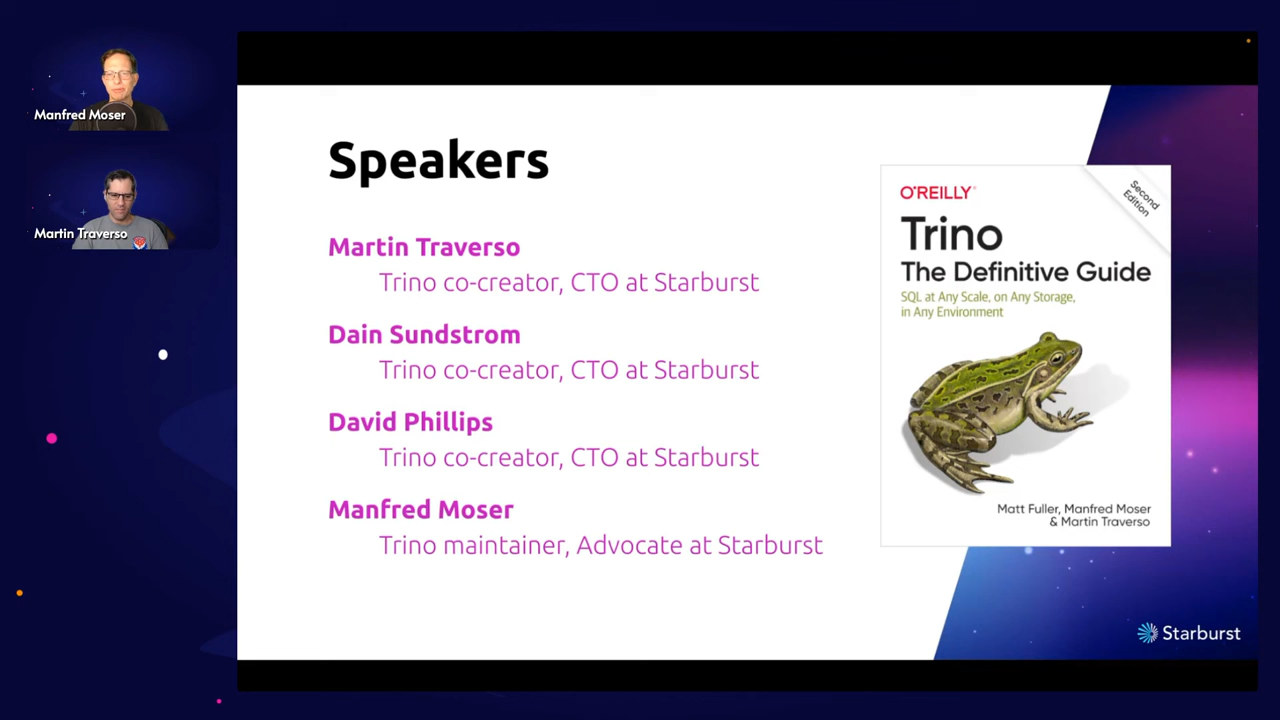 Manfred Moser
Martin Traverso
Speakers
Martin Traverso
Trino co-creator, CTO at Starburst
Dain Sundstrom
Trino co-creator, CTO at Starburst
David Phillips
Trino co-creator, CTO at Starburst
Manfred Moser
Trino maintainer, Advocate at Starburst
O'REILLY®
Second
Edition
Trino
The Definitive Guide
SQL at Any Scale, on Any Storage,
in Any Environment
Matt Fuller, Manfred Moser
& Martin Traverso
Starburst